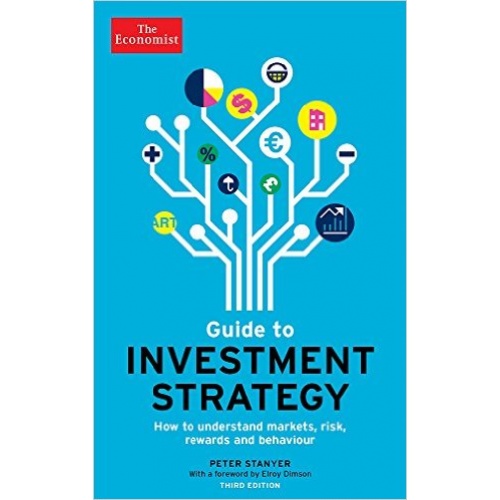 The
Economist
$
€
%
£
ART
Guide to
INVESTMENT
STRATEGY
How to understand markets, risk,
rewards and behaviour
PETER STANYER
With a foreword by Elroy Dimson
THIRD EDITION